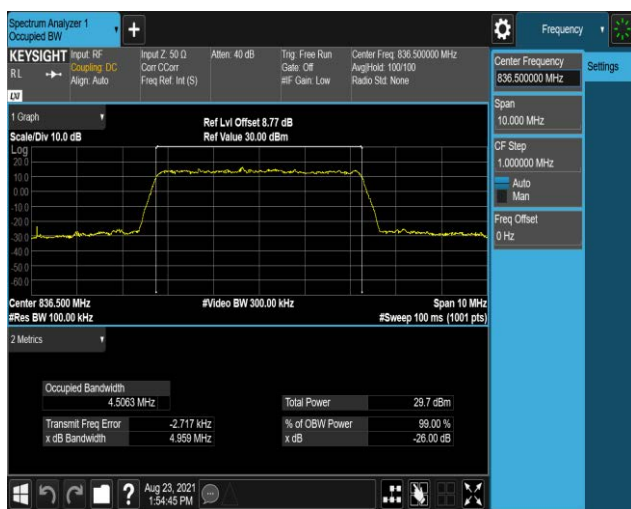 Spectrum Analyzer 1
Occupied BW
+
Frequency
KEYSIGHT
RL
LXI
Input: RF
Coupling: DC
Align: Auto
Input Z: 50 Ω
Corr CCorr
Freq Ref: Int (S)
Atten: 40 dB
Trig: Free Run
Gate: Off
#IF Gain: Low
Center Freq: 836.500000 MHz
Avg|Hold: 100/100
Radio Std: None
Center Frequency
836.500000 MHz
Settings
Span
10.000 MHz
CF Step
1.000000 MHz
Auto
Man
Freq Offset
0 Hz
1 Graph
Scale/Div 10.0 dB
Ref Lvl Offset 8.77 dB
Ref Value 30.00 dBm
Log
20.0
10.0
0.00
-10.0
-20.0
-30.0
-40.0
-50.0
-60.0
Center 836.500 MHz
#Res BW 100.00 kHz
#Video BW 300.00 kHz
Span 10 MHz
#Sweep 100 ms (1001 pts)
2 Metrics
Occupied Bandwidth
4.5063 MHz
Total Power 29.7 dBm
Transmit Freq Error -2.717 kHz
% of OBW Power 99.00 %
x dB Bandwidth 4.959 MHz
x dB -26.00 dB
?
Aug 23, 2021
1:54:45 PM